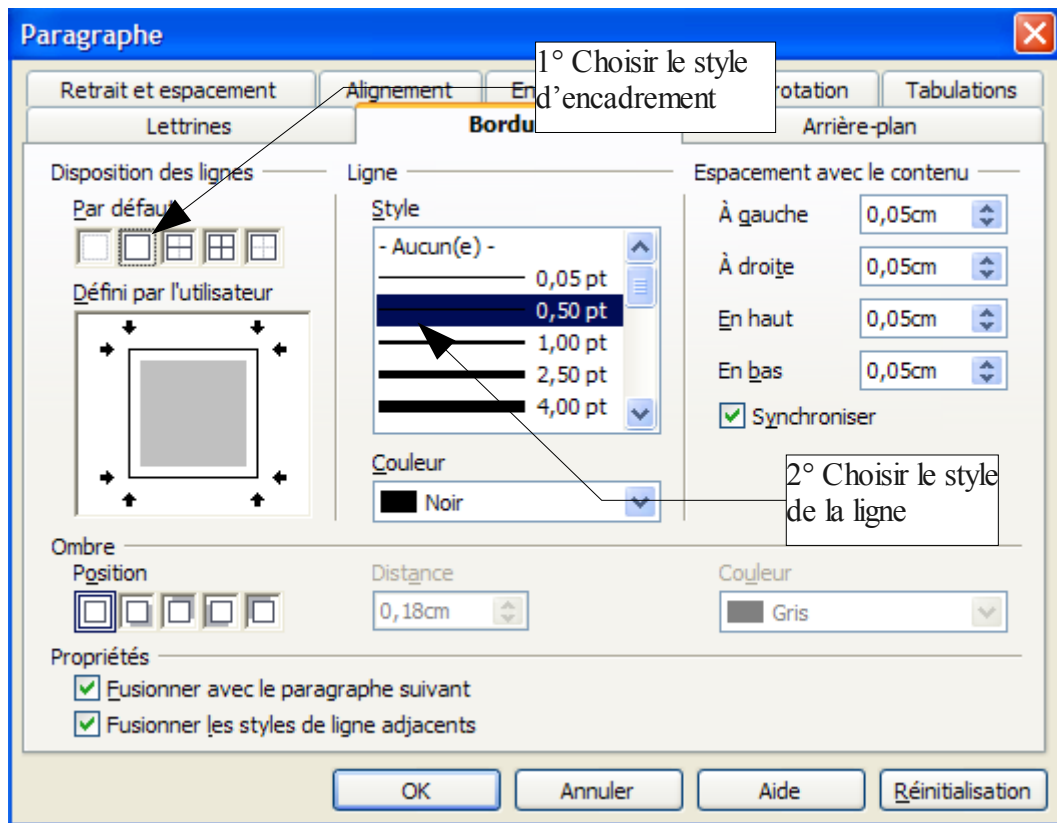 Paragraphe
1° Choisir le style
d'encadrement
Retrait et espacement Alignement En rotation Tabulations
Lettrines Bordu Arrière-plan
Disposition des lignes
Par défaut
Défini par l'utilisateur
Ligne
Style
- Aucun(e) -
0,05 pt
0,50 pt
1,00 pt
2,50 pt
4,00 pt
Couleur
Noir
Espacement avec le contenu
À gauche 0,05cm
À droite 0,05cm
En haut 0,05cm
En bas 0,05cm
Synchroniser
2° Choisir le style
de la ligne
Ombre
Position
Distance
0,18cm
Couleur
Gris
Propriétés
Fusionner avec le paragraphe suivant
Fusionner les styles de ligne adjacents
OK Annuler Aide Réinitialisation